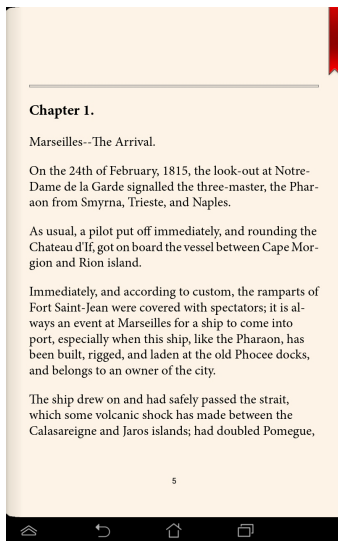 Chapter 1.
Marseilles--The Arrival.
On the 24th of February, 1815, the look-out at Notre-
Dame de la Garde signalled the three-master, the Phar-
aon from Smyrna, Trieste, and Naples.
As usual, a pilot put off immediately, and rounding the
Chateau d'If, got on board the vessel between Cape Mor-
gion and Rion island.
Immediately, and according to custom, the ramparts of
Fort Saint-Jean were covered with spectators; it is al-
ways an event at Marseilles for a ship to come into
port, especially when this ship, like the Pharaon, has
been built, rigged, and laden at the old Phocee docks,
and belongs to an owner of the city.
The ship drew on and had safely passed the strait,
which some volcanic shock has made between the
Calasareigne and Jaros islands; had doubled Pomegue,
5